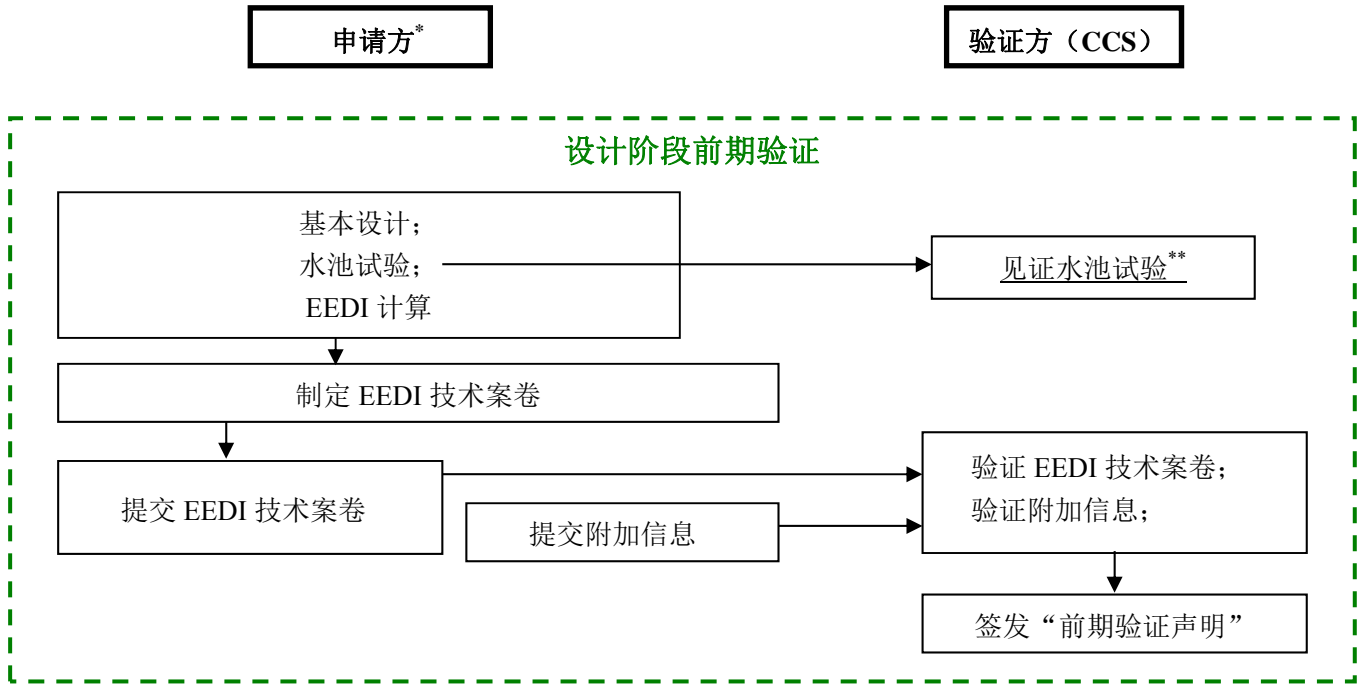 申请方*
验证方（CCS）
设计阶段前期验证
基本设计；
水池试验；
EEDI 计算
见证水池试验**
制定 EEDI 技术案卷
提交 EEDI 技术案卷
提交附加信息
验证 EEDI 技术案卷；
验证附加信息；
签发“前期验证声明”